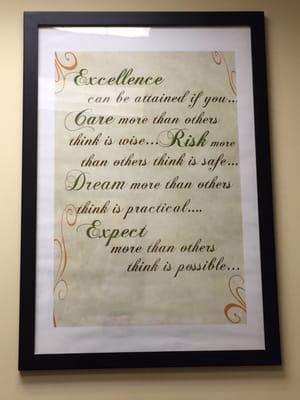 Excellence
can be attained if you...
Care more than others
think is wise...Risk more
than others think is safe...
Dream more than others
think is practical....
Expect
more than others
think is possible...